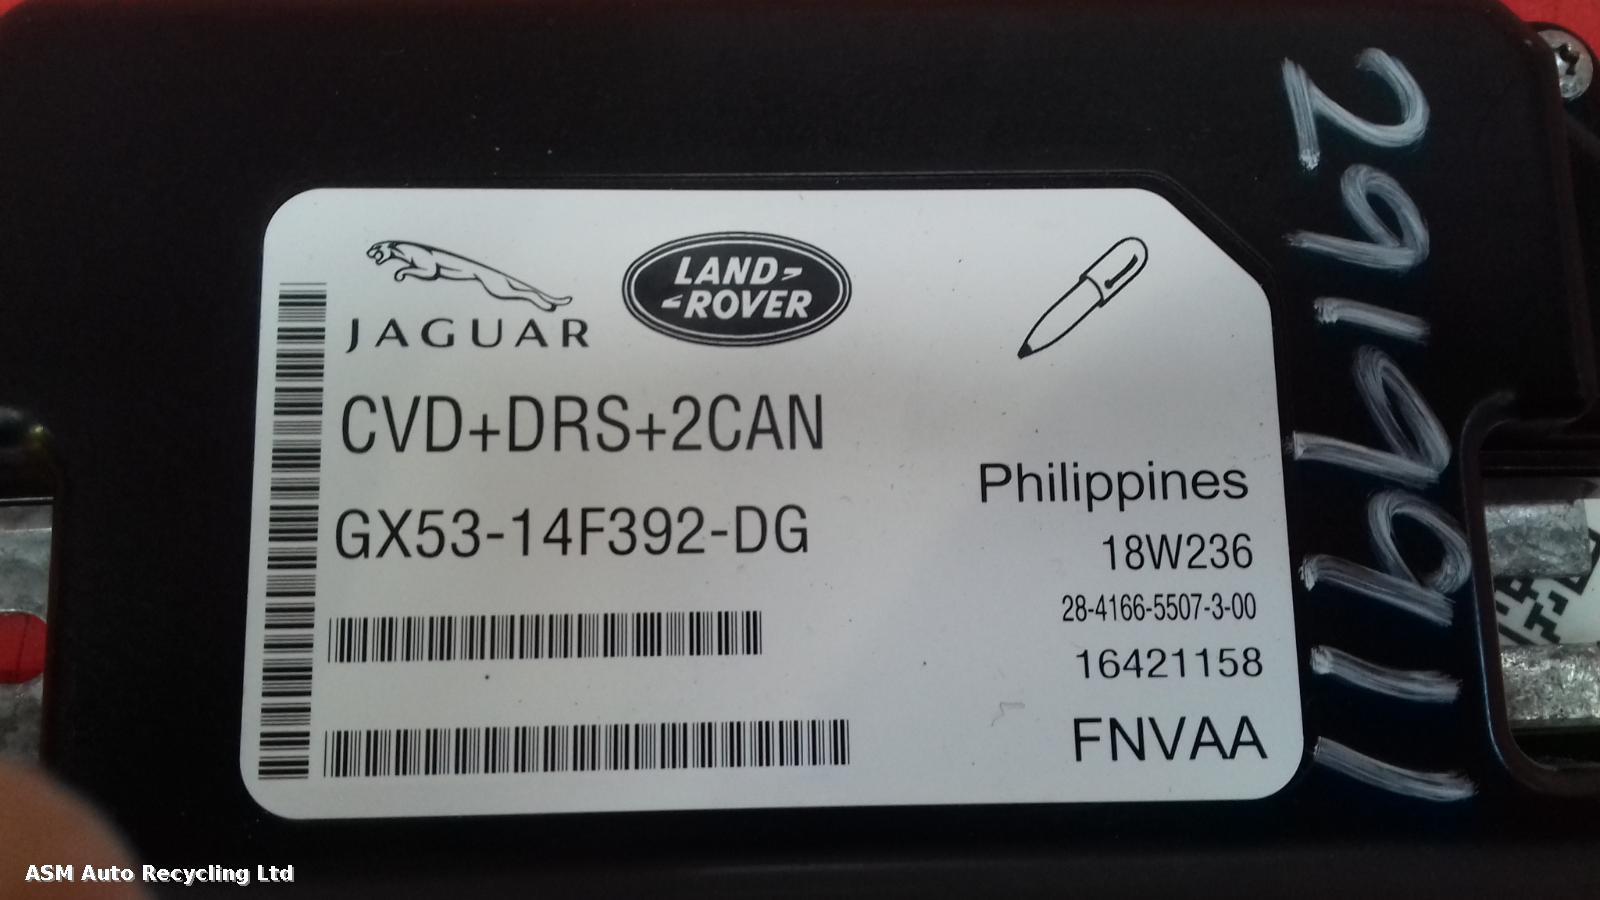 JAGUAR
LAND
ROVER
CVD+DRS+2CAN
GX53-14F392-DG
Philippines
18W236
28-4166-5507-3-00
16421158
FNVAA
2919911
ASM Auto Recycling Ltd